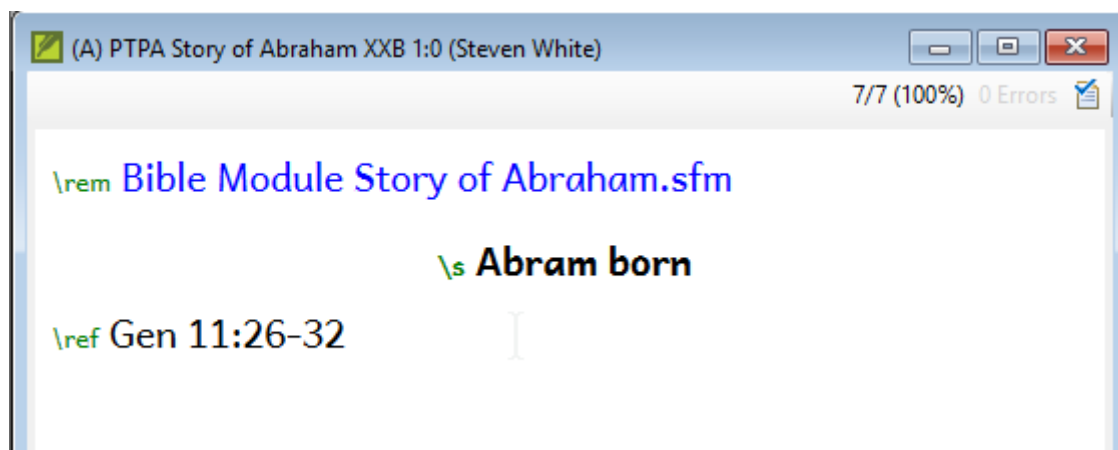 (A) PTPA Story of Abraham XXB 1:0 (Steven White)
7/7 (100%) 0 Errors
\rem Bible Module Story of Abraham.sfm
\s Abram born
\ref Gen 11:26-32